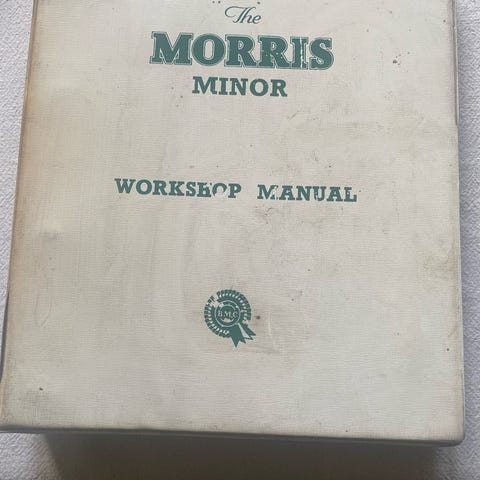 The
MORRIS
MINOR
WORKSHOP MANUAL
B.M.C